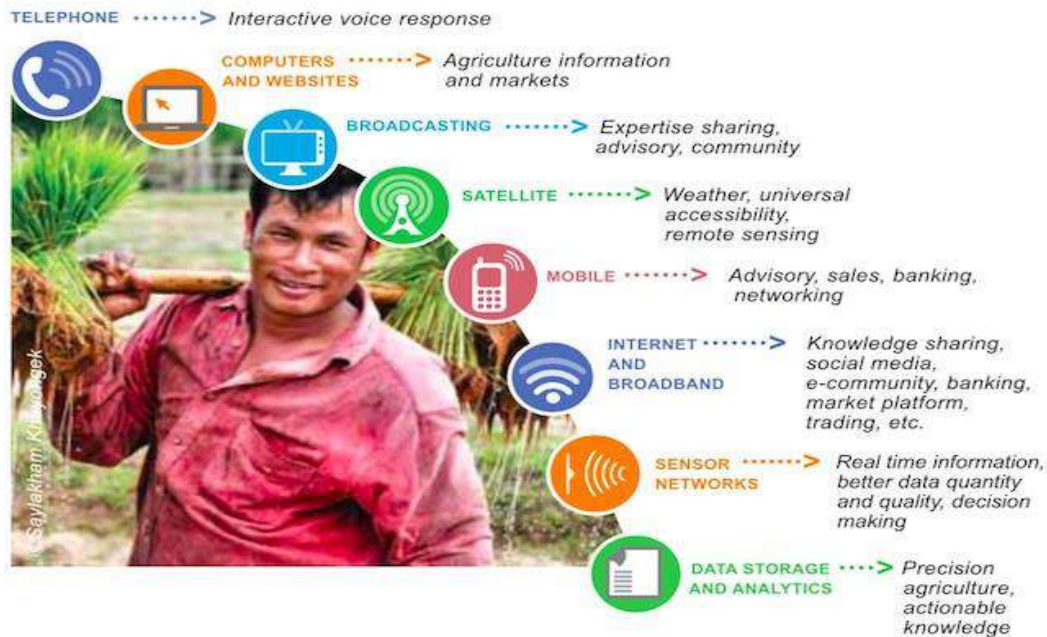 TELEPHONE ·······> Interactive voice response
COMPUTERS ·······> Agriculture information
AND WEBSITES and markets
BROADCASTING ·······> Expertise sharing,
advisory, community
SATELLITE ·······> Weather, universal
accessibility,
remote sensing
MOBILE ·······> Advisory, sales, banking,
networking
INTERNET ·······> Knowledge sharing,
AND social media,
BROADBAND e-community, banking,
market platform,
trading, etc.
SENSOR ·······> Real time information,
NETWORKS better data quantity
and quality, decision
making
DATA STORAGE ····> Precision
AND ANALYTICS agriculture,
actionable
knowledge
© Saylakham